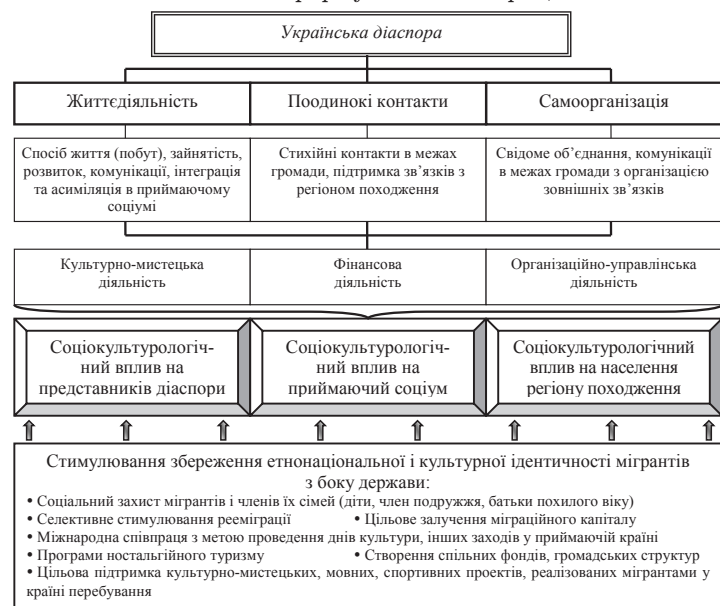 Українська діаспора
Життєдіяльність
Поодинокі контакти
Самоорганізація
Спосіб життя (побут), зайнятість,
розвиток, комунікації, інтеграція
та асиміляція в приймаючому
соціумі
Стихійні контакти в межах
громади, підтримка зв’язків з
регіоном походження
Свідоме об’єднання, комунікації
в межах громади з організацією
зовнішніх зв’язків
Культурно-мистецька
діяльність
Фінансова
діяльність
Організаційно-управлінська
діяльність
Соціокультурологіч-
ний вплив на
представників діаспори
Соціокультурологіч-
ний вплив на
приймаючий соціум
Соціокультурологічний
вплив на населення
регіону походження
Стимулювання збереження етнонаціональної і культурної ідентичності мігрантів
з боку держави:
• Соціальний захист мігрантів і членів їх сімей (діти, член подружжя, батьки похилого віку)
• Селективне стимулювання рееміграції • Цільове залучення міграційного капіталу
• Міжнародна співпраця з метою проведення днів культури, інших заходів у приймаючій країні
• Програми ностальгійного туризму • Створення спільних фондів, громадських структур
• Цільова підтримка культурно-мистецьких, мовних, спортивних проектів, реалізованих мігрантами у
країні перебування